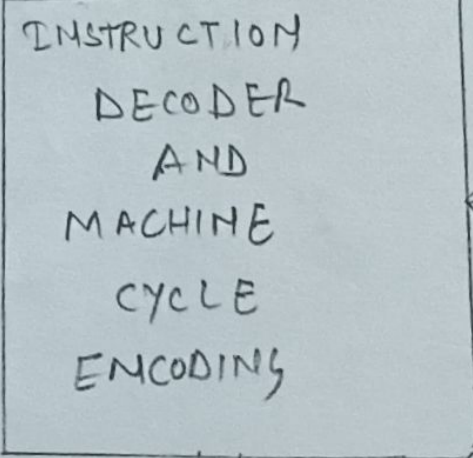 INSTRUCTION
DECODER
AND
MACHINE
CYCLE
ENCODING